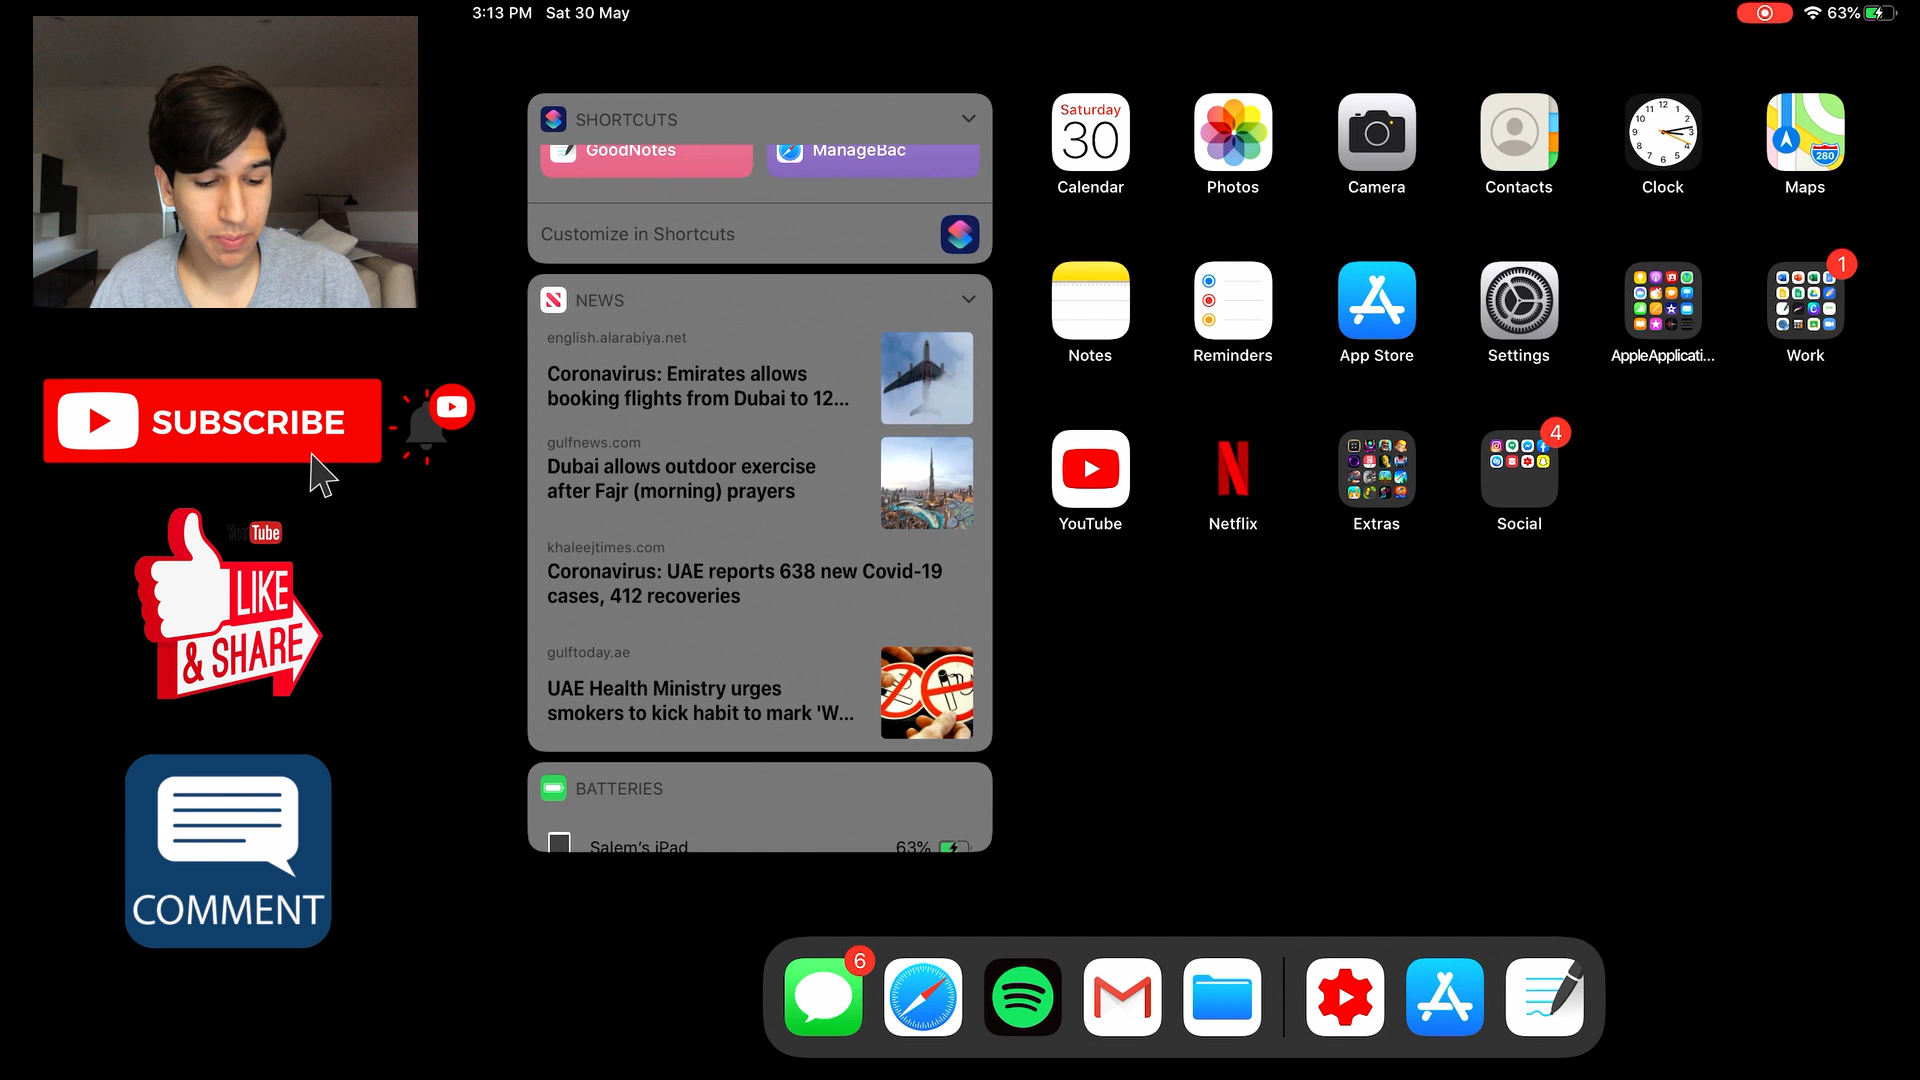 3:13 PM Sat 30 May
63%
SUBSCRIBE
YouTube
LIKE
& SHARE
COMMENT
SHORTCUTS
GoodNotes
ManageBac
Customize in Shortcuts
NEWS
english.alarabiya.net
Coronavirus: Emirates allows
booking flights from Dubai to 12...
gulfnews.com
Dubai allows outdoor exercise
after Fajr (morning) prayers
khaleejtimes.com
Coronavirus: UAE reports 638 new Covid-19
cases, 412 recoveries
gulftoday.ae
UAE Health Ministry urges
smokers to kick habit to mark 'W...
BATTERIES
Salem's iPad
63%
Saturday
30
Calendar
Photos
Camera
Contacts
Clock
280
Maps
Notes
Reminders
App Store
Settings
AppleApplicati...
1
Work
YouTube
N
Netflix
Extras
4
Social
6